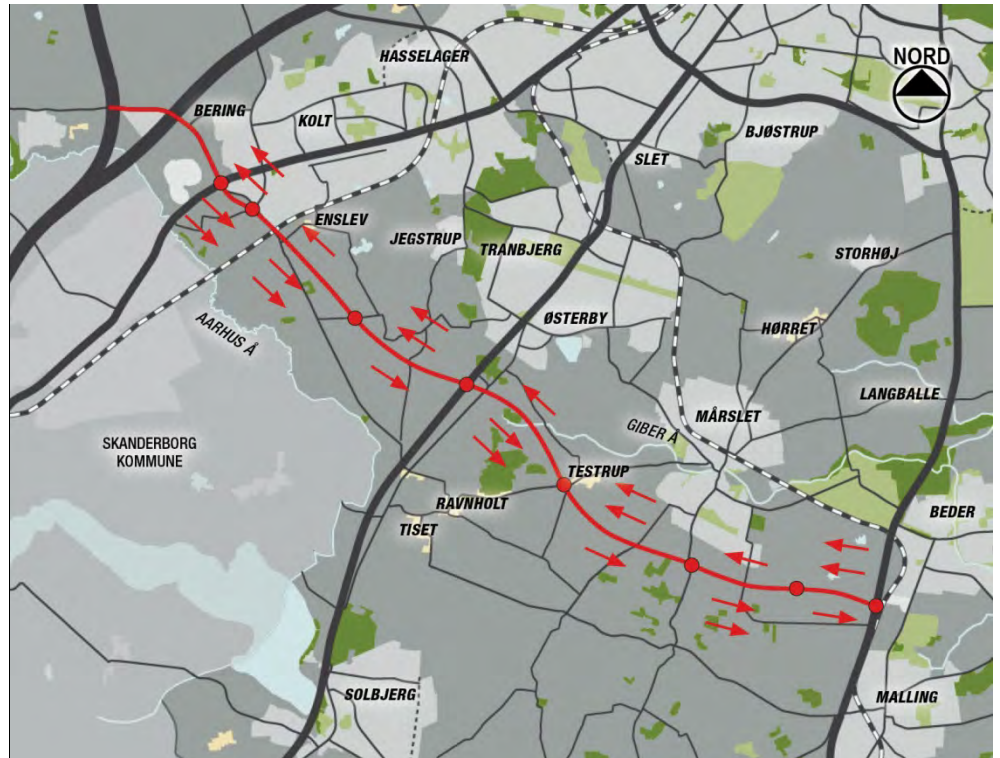 HASSELAGER
NORD
BERING
KOLT
BJØSTRUP
SLET
ENSLEV
JEGSTRUP
TRANBJERG
STORHØJ
ØSTERBY
HØRRET
AARHUS Å
LANGBALLE
MÅRSLET
GIBER Å
SKANDERBORG
KOMMUNE
TESTRUP
RAVNHOLT
BEDER
TISET
SOLBJERG
MALLING